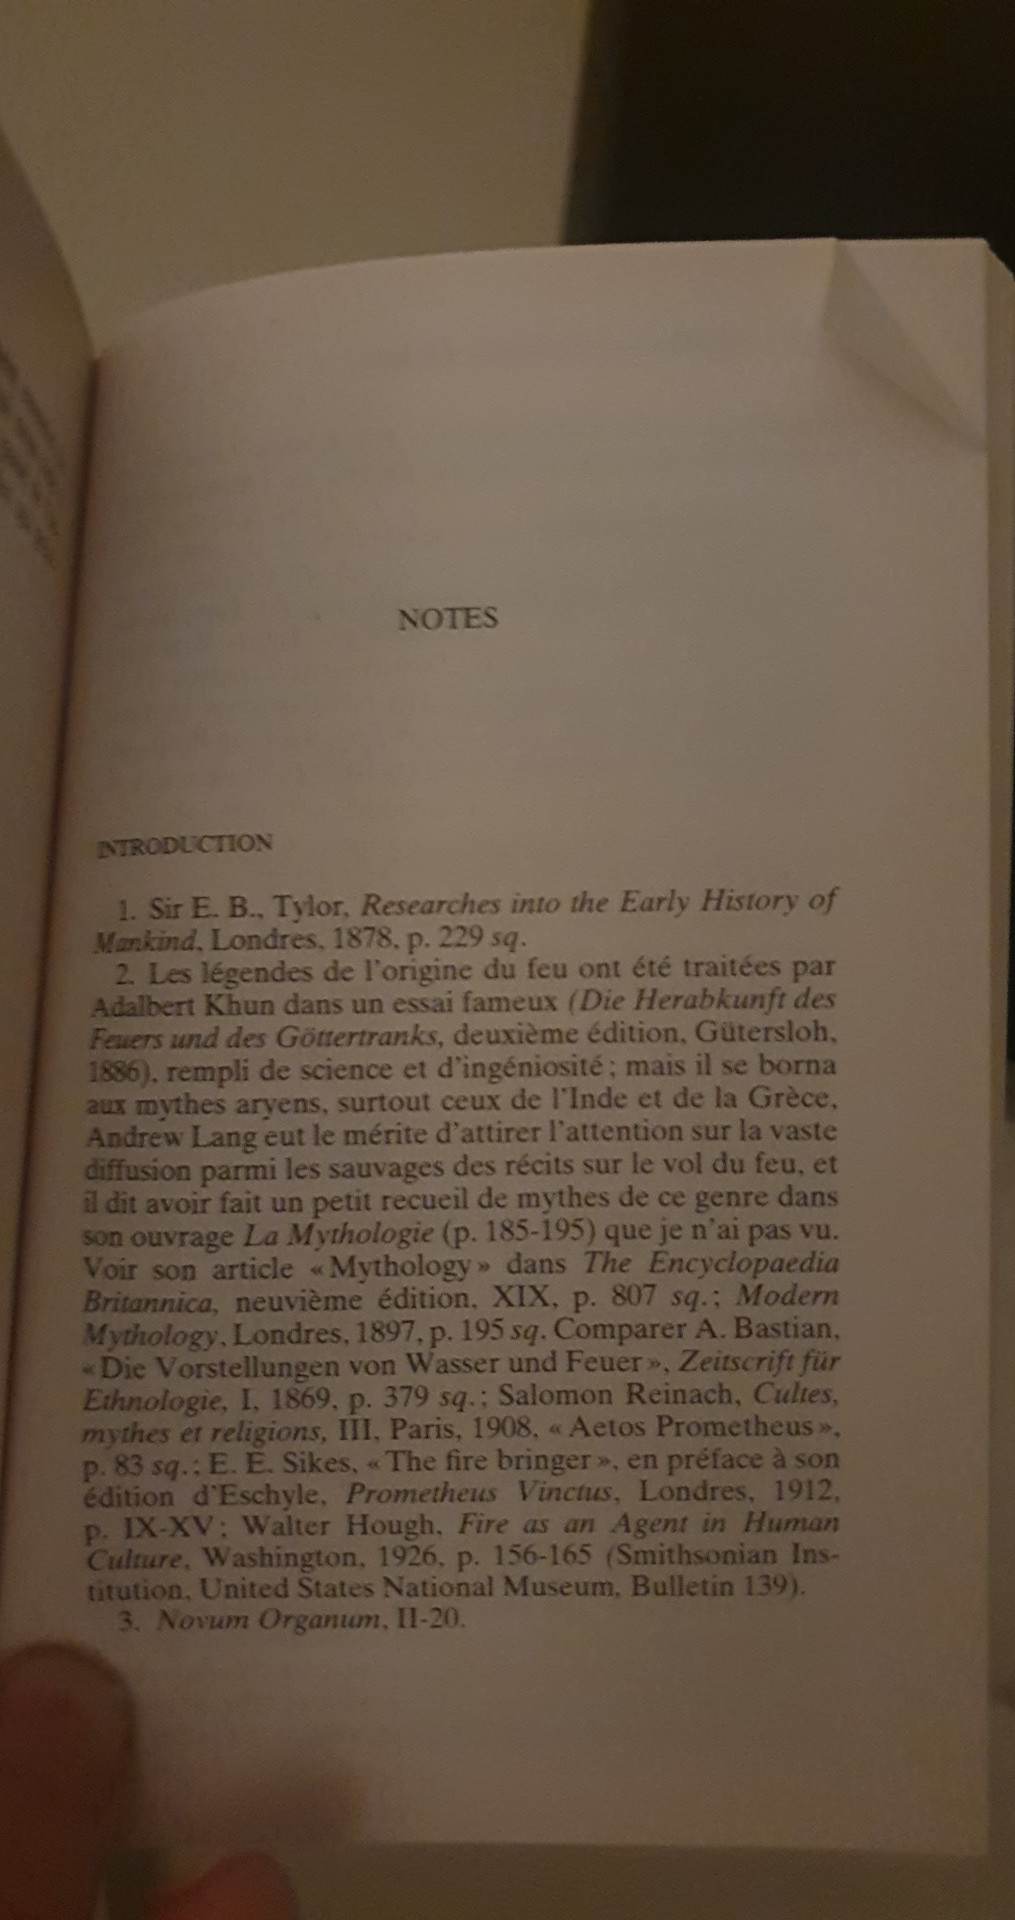 NOTES
INTRODUCTION
1. Sir E. B., Tylor, Researches into the Early History of
Mankind, Londres, 1878, p. 229 sq.
2. Les légendes de l'origine du feu ont été traitées par
Adalbert Khun dans un essai fameux (Die Herabkunft des
Feuers und des Göttertranks, deuxième édition, Gütersloh,
1886), rempli de science et d'ingéniosité ; mais il se borna
aux mythes aryens, surtout ceux de l'Inde et de la Grèce,
Andrew Lang eut le mérite d'attirer l'attention sur la vaste
diffusion parmi les sauvages des récits sur le vol du feu, et
il dit avoir fait un petit recueil de mythes de ce genre dans
son ouvrage La Mythologie (p. 185-195) que je n'ai pas vu.
Voir son article « Mythology » dans The Encyclopaedia
Britannica, neuvième édition, XIX, p. 807 sq.; Modern
Mythology, Londres, 1897, p. 195 sq. Comparer A. Bastian,
« Die Vorstellungen von Wasser und Feuer », Zeitscrift für
Ethnologie, I, 1869, p. 379 sq.; Salomon Reinach, Cultes,
mythes et religions, III, Paris, 1908, « Aetos Prometheus »,
p. 83 sq.; E. E. Sikes, « The fire bringer », en préface à son
édition d'Eschyle, Prometheus Vinctus, Londres, 1912,
p. IX-XV; Walter Hough, Fire as an Agent in Human
Culture, Washington, 1926, p. 156-165 (Smithsonian Ins-
titution, United States National Museum, Bulletin 139).
3. Novum Organum, II-20.